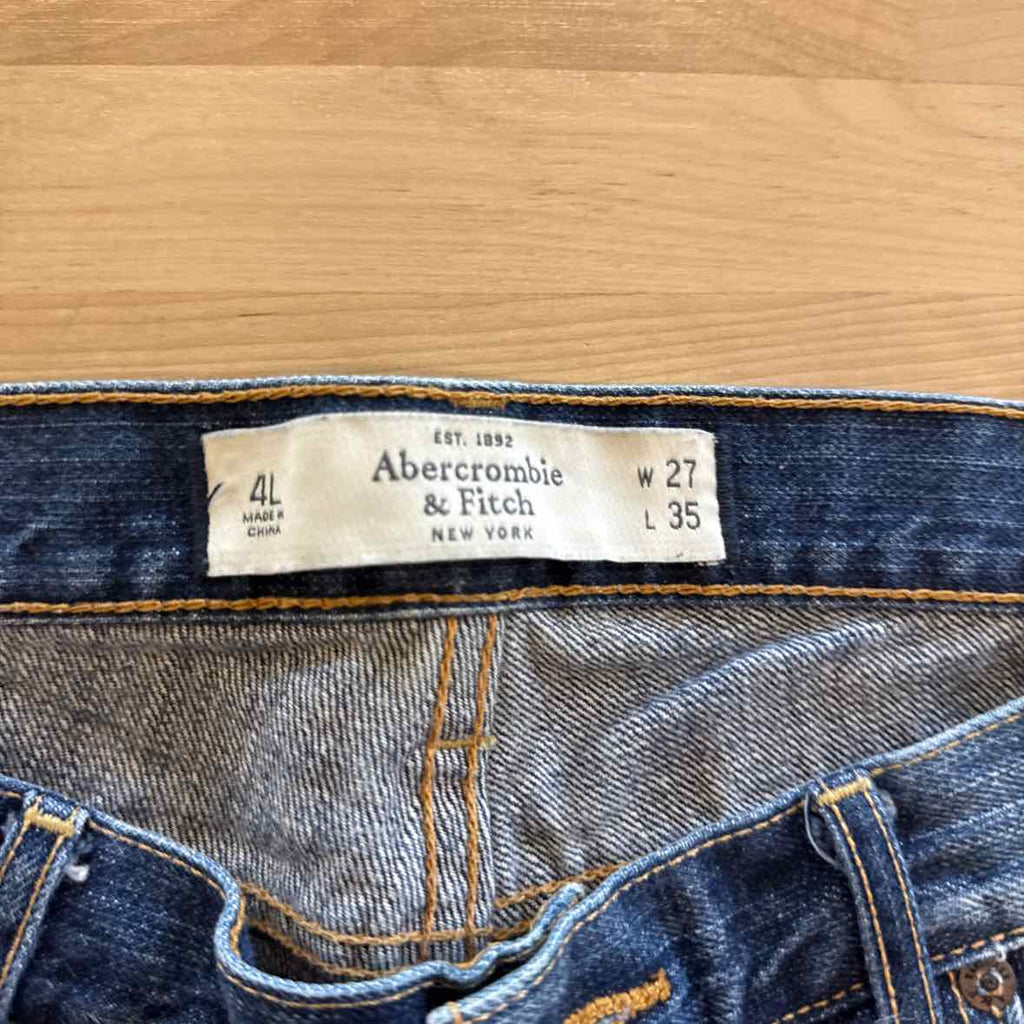 EST. 1892
Abercrombie
& Fitch
NEW YORK
4L
MADE IN
CHINA
W 27
L 35